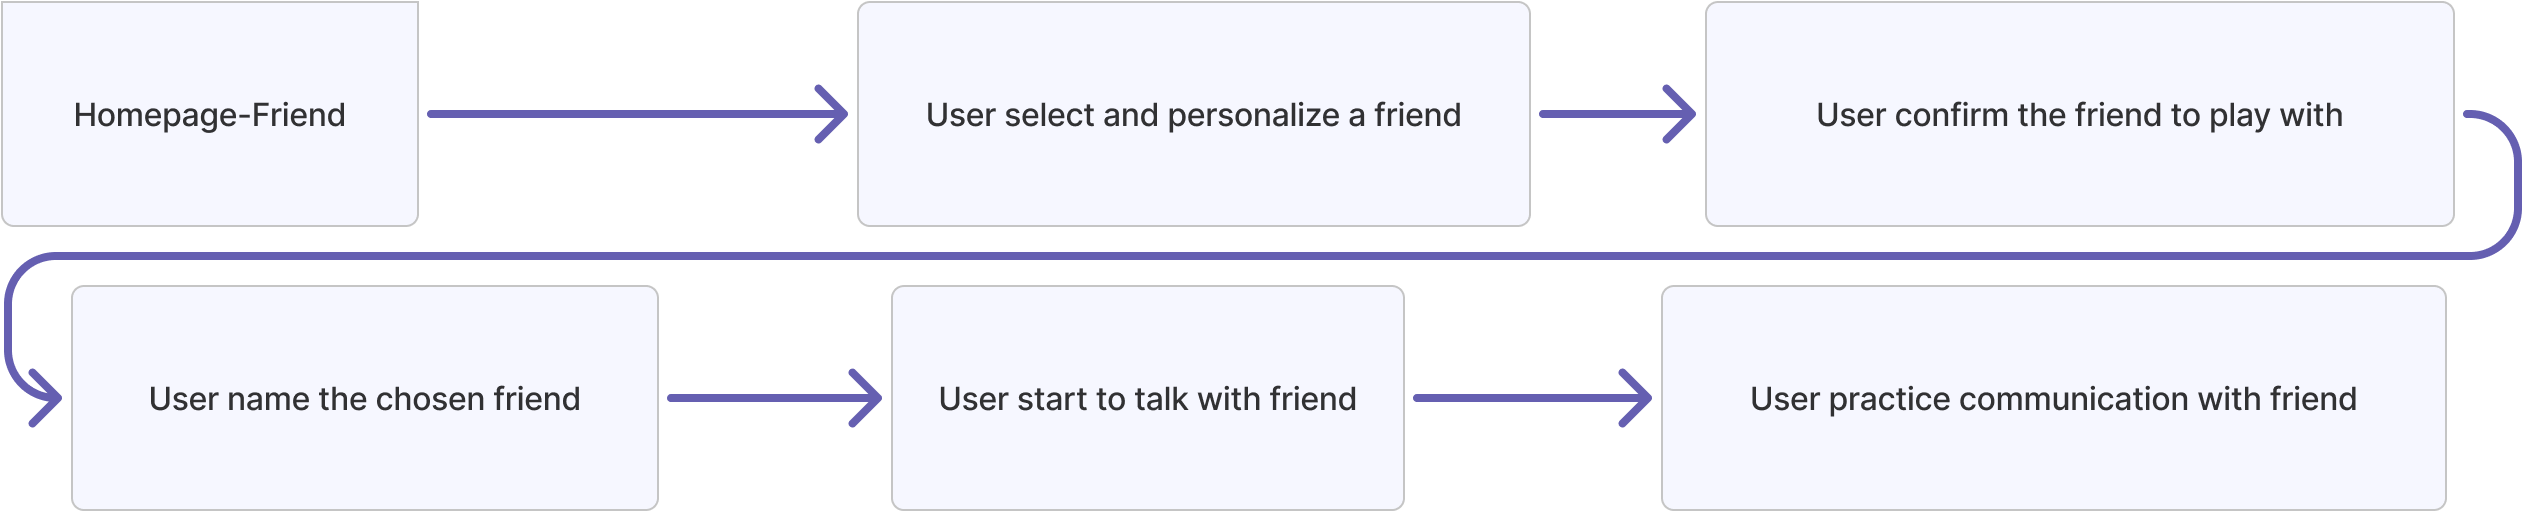 Homepage-Friend
User select and personalize a friend
User confirm the friend to play with
User name the chosen friend
User start to talk with friend
User practice communication with friend